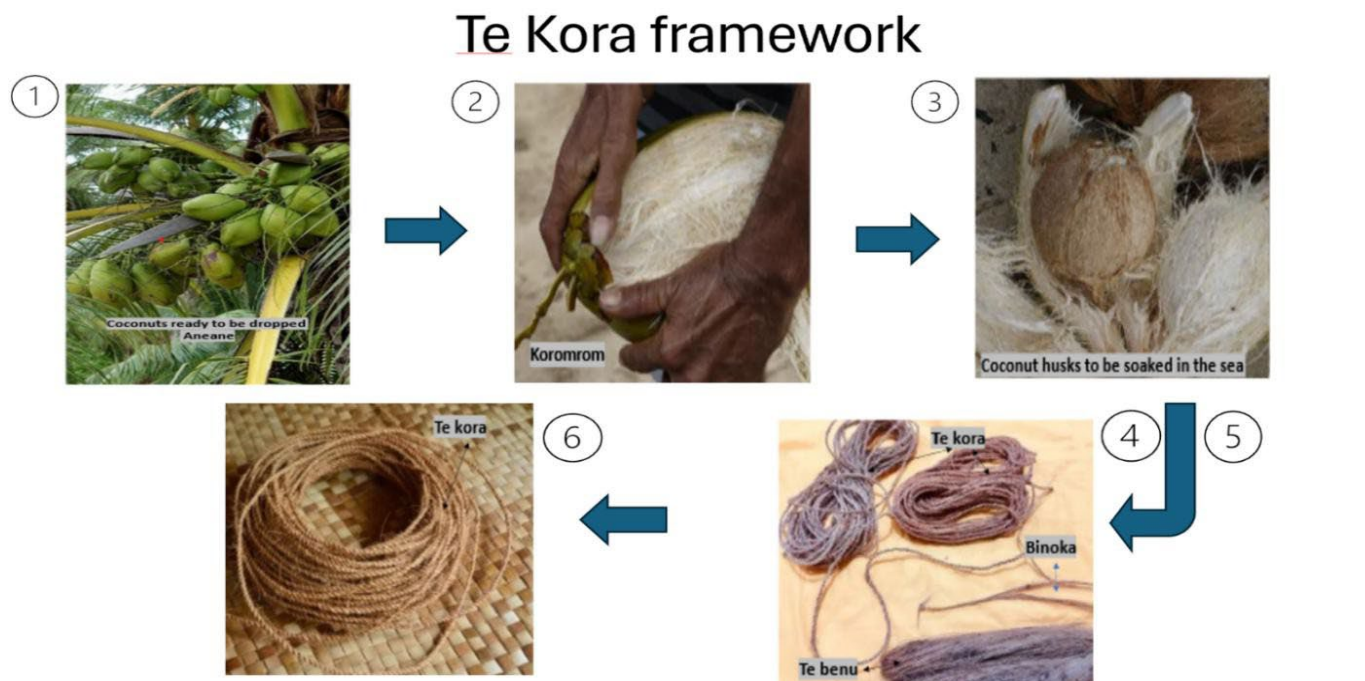 Te Kora framework
1
2
3
Coconuts ready to be dropped
Aneane
Koromrom
Coconut husks to be soaked in the sea
4
5
Te kora
Binoka
Te benu
6
Te kora